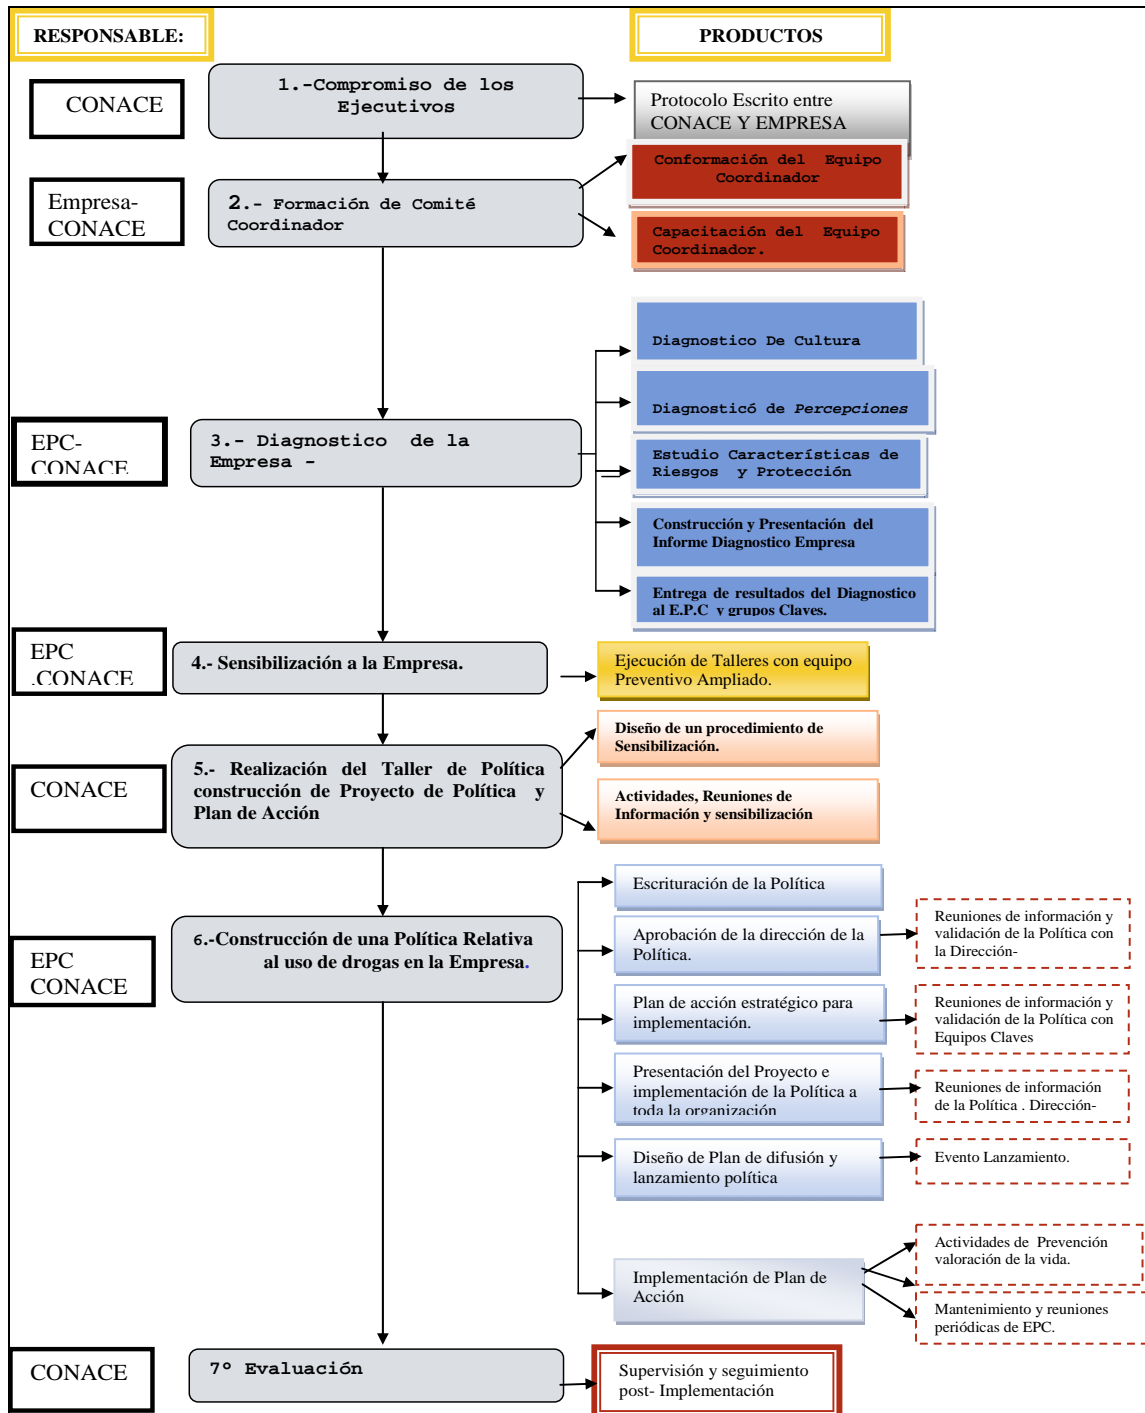 RESPONSABLE:
PRODUCTOS
CONACE
1.-Compromiso de los
Ejecutivos
Protocolo Escrito entre
CONACE Y EMPRESA
Empresa-
CONACE
2.- Formación de Comité
Coordinador
Conformación del Equipo
Coordinador
Capacitación del Equipo
Coordinador.
EPC-
CONACE
3.- Diagnostico de la
Empresa -
Diagnostico De Cultura
Diagnosticó de Percepciones
Estudio Características de
Riesgos y Protección
Construcción y Presentación del
Informe Diagnostico Empresa
Entrega de resultados del Diagnostico
al E.P.C y grupos Claves.
EPC
.CONACE
4.- Sensibilización a la Empresa.
Ejecución de Talleres con equipo
Preventivo Ampliado.
CONACE
5.- Realización del Taller de Política
construcción de Proyecto de Política y
Plan de Acción
Diseño de un procedimiento de
Sensibilización.
Actividades, Reuniones de
Información y sensibilización
EPC
CONACE
6.-Construcción de una Política Relativa
al uso de drogas en la Empresa.
Escrituración de la Política
Aprobación de la dirección de la
Política.
Reuniones de información y
validación de la Política con
la Dirección-
Plan de acción estratégico para
implementación.
Reuniones de información y
validación de la Política con
Equipos Claves
Presentación del Proyecto e
implementación de la Política a
toda la organización
Reuniones de información
de la Política . Dirección-
Diseño de Plan de difusión y
lanzamiento política
Evento Lanzamiento.
Implementación de Plan de
Acción
Actividades de Prevención
valoración de la vida.
Mantenimiento y reuniones
periódicas de EPC.
CONACE
7º Evaluación
Supervisión y seguimiento
post- Implementación